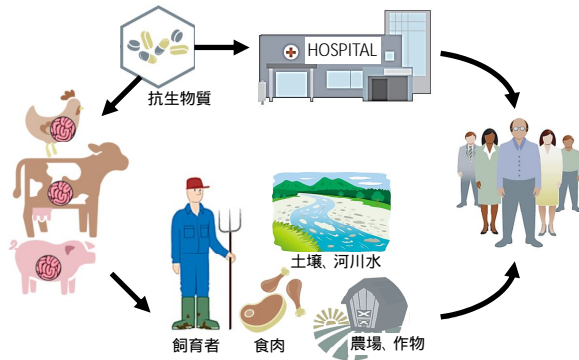 HOSPITAL
抗生物質
土壌、河川水
飼育者
食肉
農場、作物